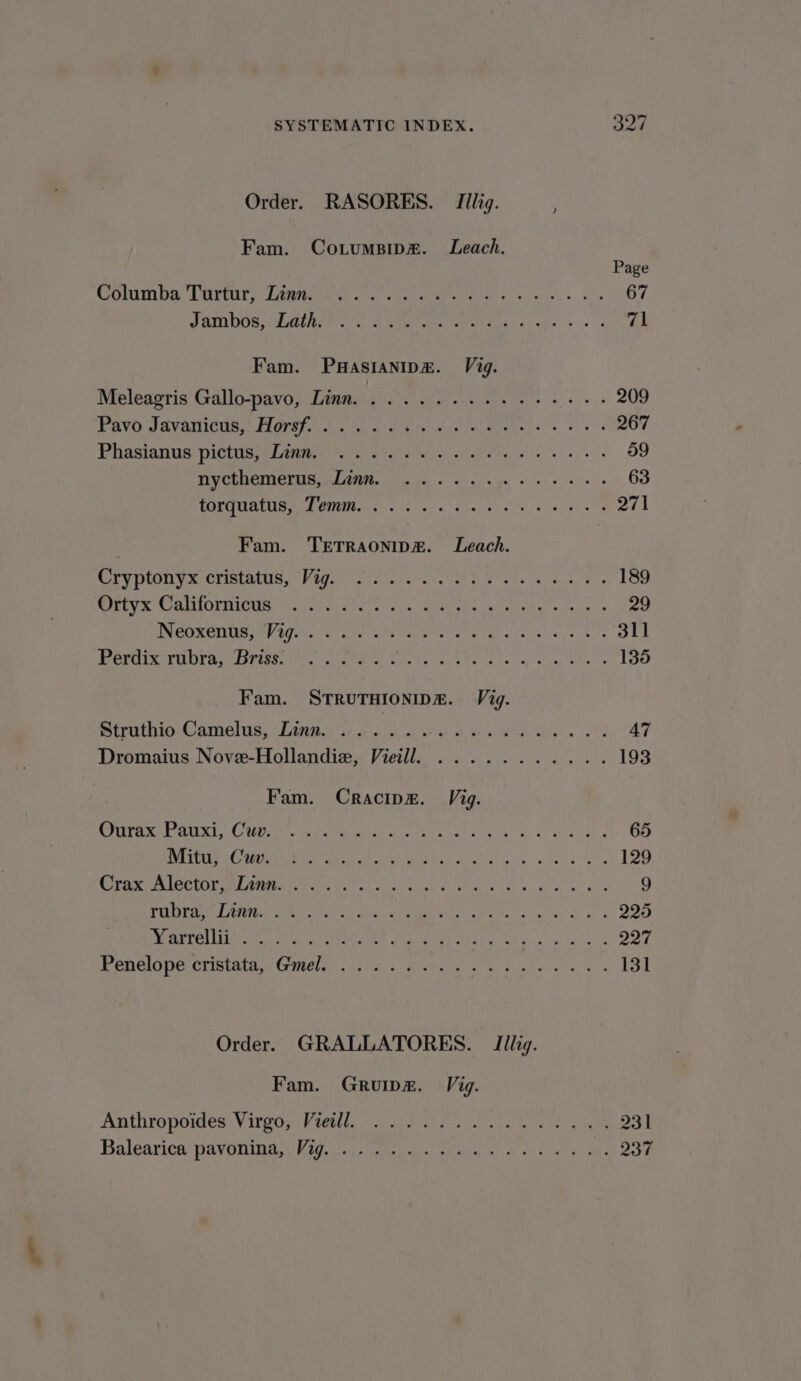 SYSTEMATIC INDEX. 327
Order. RASORES. Illig.
Fam. COLUMBIDÆ. Leach.
Page
Columba Turtur, Linn. . . . . . . . . . . . . . . . . 67
Jambos, Lath. . . . . . . . . . . . . . . . . 71
Fam. PHASIANIDÆ. Vig.
Meleagris Gallo-pavo, Linn. . . . . . . . . . . . . . . 209
Pavo Javanicus, Horsf. . . . . . . . . . . . . . . . . 267
Phasianus pictus, Linn. . . . . . . . . . . . . . . . . 59
nycthemerus, Linn. . . . . . . . . . . . . . 63
torquatus, Temm. . . . . . . . . . . . . . . 271
Fam. TETRAONIDÆ. Leach.
Cryptonyx cristatus, Vig. . . . . . . . . . . . . . . . 189
Ortyx Californicus . . . . . . . . . . . . . . . . . . 29
Neoxenus, Vig. . . . . . . . . . . . . . . . . . 311
Perdix rubra, Briss. . . . . . . . . . . . . . . . . . 135
Fam. STRUTHIONIDÆ. Vig.
Struthio Camelus, Linn. . . . . . . . . . . . . . . . . 47
Dromaius Novæ-Hollandiæ, Vieill. . . . . . . . . . . . 193
Fam. CRACIDÆ. Vig.
Ourax Pauxi, Cuv. . . . . . . . . . . . . . . . . . . 65
Mitu, Cuv. . . . . . . . . . . . . . . . . . . . 129
Crax Alector, Linn. . . . . . . . . . . . . . . . . . . 9
rubra, Linn. . . . . . . . . . . . . . . . . . . 225
Yarrellii . . . . . . . . . . . . . . . . . . . . 227
Penelope cristata, Gmel. . . . . . . . . . . . . . . . . 131
Order. GRALLATORES. Illig.
Fam. GRUIDÆ. Vig.
Anthropoides Virgo, Vieill. . . . . . . . . . . . . . . 231
Balearica pavonina, Vig. . . . . . . . . . . . . . . . . 237